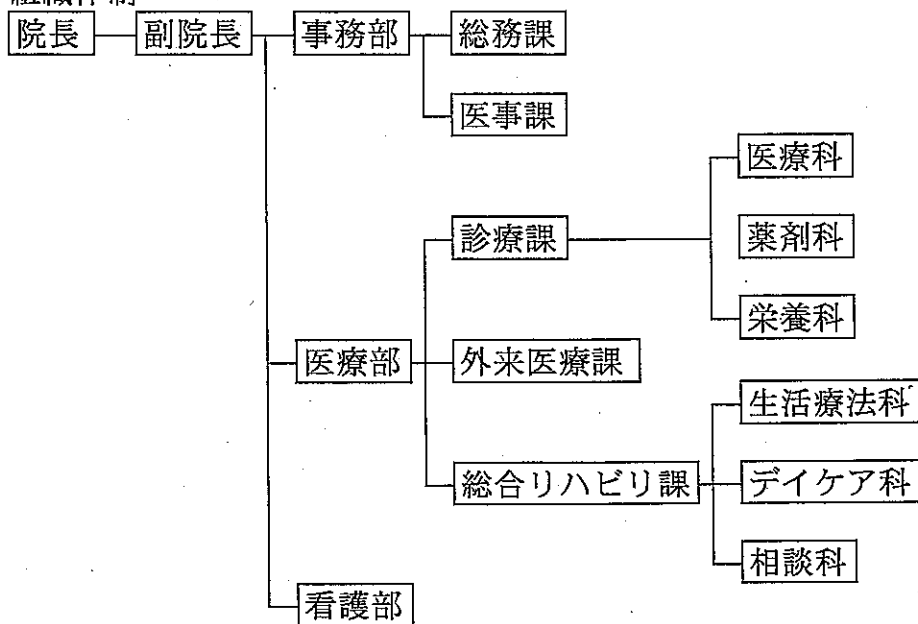 院長 副院長 事務部 総務課
医事課
医療科
診療課 薬剤科
栄養科
医療部 外来医療課
生活療法科
総合リハビリ課 デイケア科
相談科
看護部